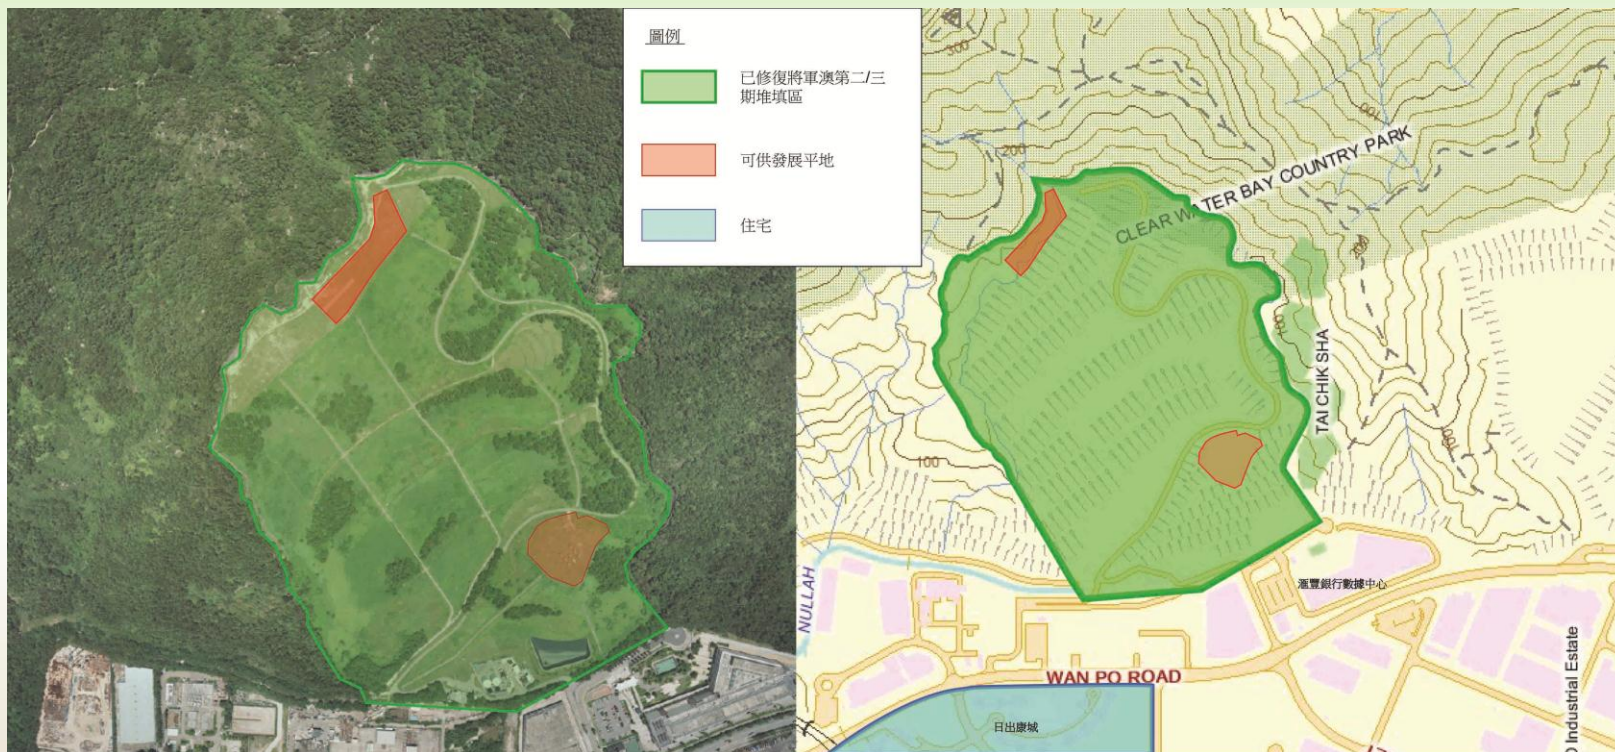 圖例
已修復將軍澳第二/三
期堆填區
可供發展平地
住宅
300
200
100
CLEAR WATER BAY COUNTRY PARK
200
100
TAI CHIK SHA
100
100
NULLAH
滙豐銀行數據中心
WAN PO ROAD
日出康城
O Industrial Estate